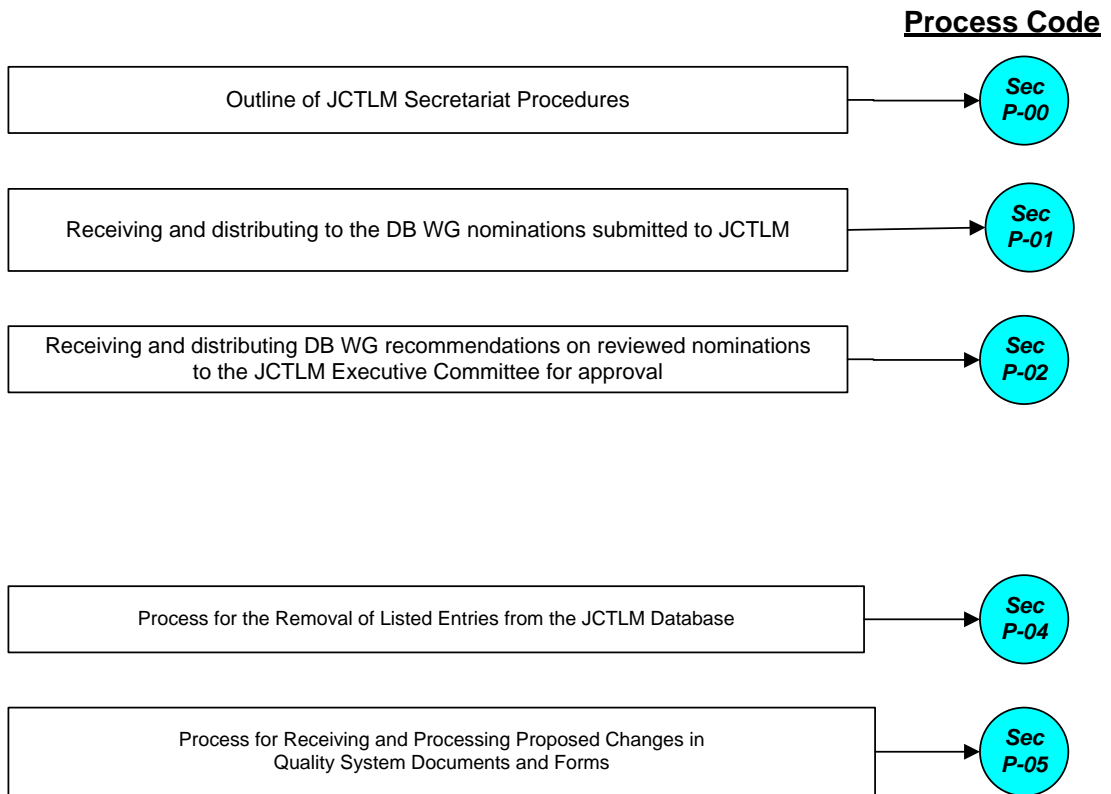 Process Code
Outline of JCTLM Secretariat Procedures
Sec
P-00
Receiving and distributing to the DB WG nominations submitted to JCTLM
Sec
P-01
Receiving and distributing DB WG recommendations on reviewed nominations
to the JCTLM Executive Committee for approval
Sec
P-02
Process for the Removal of Listed Entries from the JCTLM Database
Sec
P-04
Process for Receiving and Processing Proposed Changes in
Quality System Documents and Forms
Sec
P-05